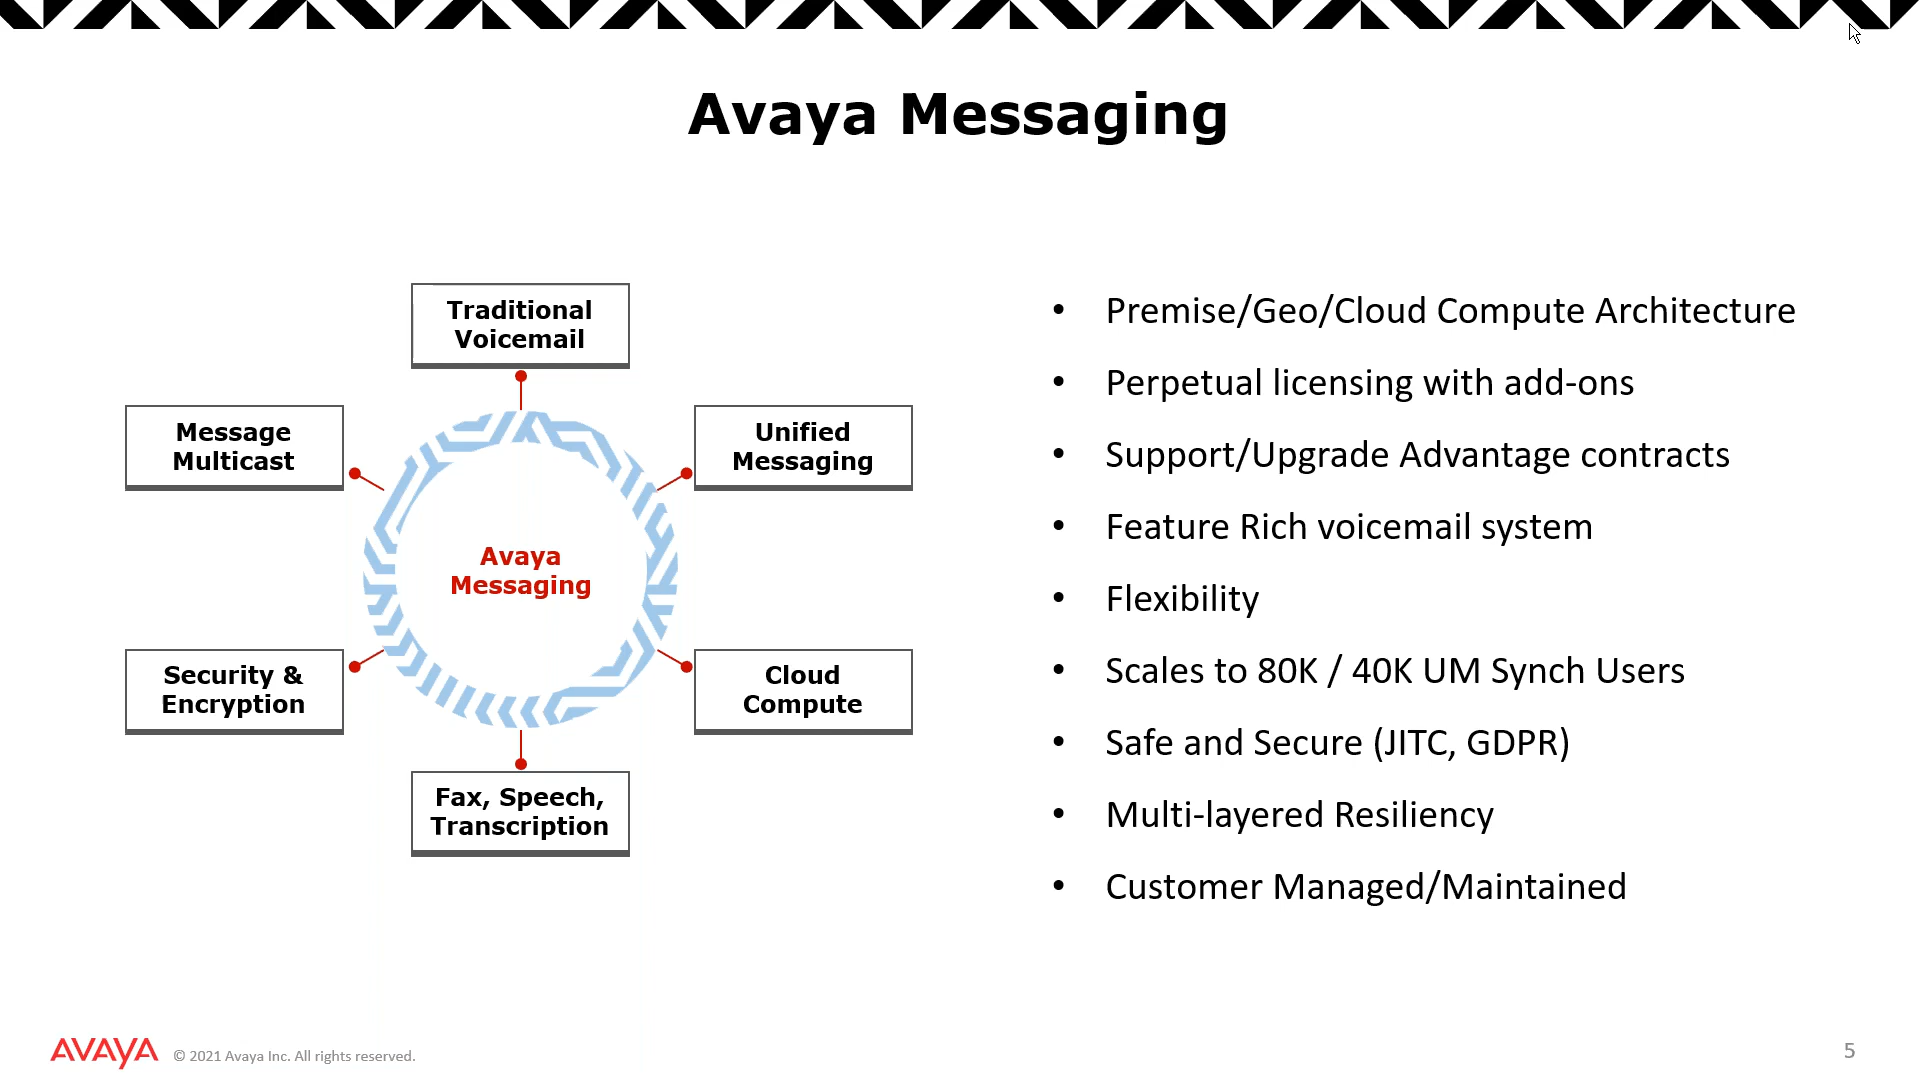 Avaya Messaging
Traditional
Voicemail
Message
Multicast
Unified
Messaging
Avaya
Messaging
Security &
Encryption
Cloud
Compute
Fax, Speech,
Transcription
• Premise/Geo/Cloud Compute Architecture
• Perpetual licensing with add-ons
• Support/Upgrade Advantage contracts
• Feature Rich voicemail system
• Flexibility
• Scales to 80K / 40K UM Synch Users
• Safe and Secure (JITC, GDPR)
• Multi-layered Resiliency
• Customer Managed/Maintained
AVAYA © 2021 Avaya Inc. All rights reserved.
5